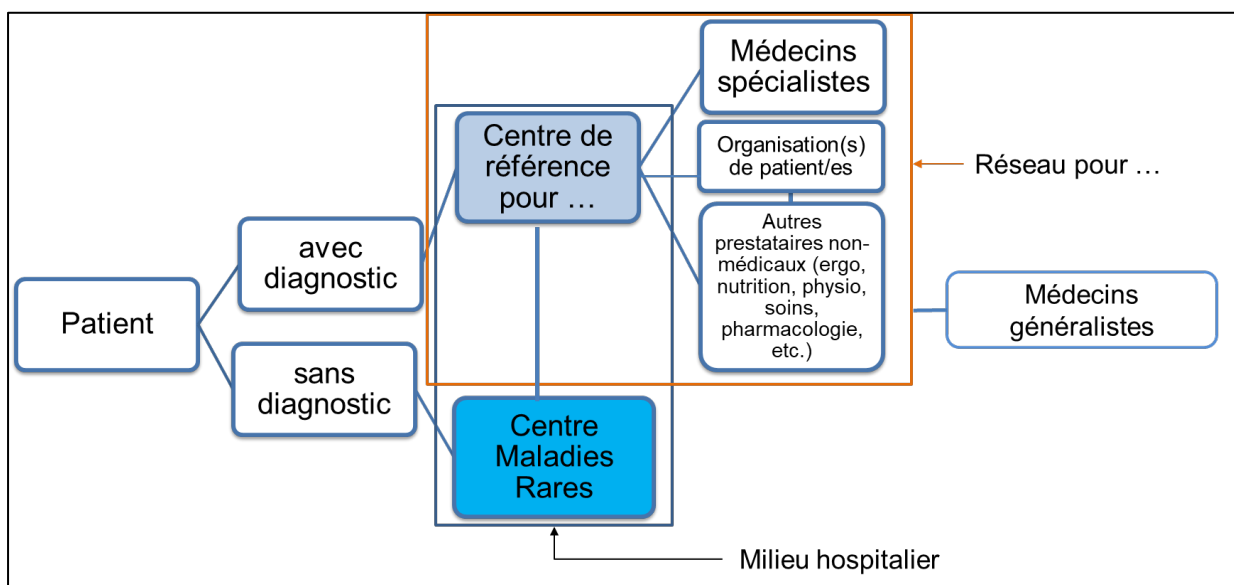 Médecins
spécialistes
Centre de
référence
pour …
Organisation(s)
de patient/es
Réseau pour …
Autres
prestataires non-
médicaux (ergo,
nutrition, physio,
soins,
pharmacologie,
etc.)
avec
diagnostic
Patient
Médecins
généralistes
sans
diagnostic
Centre
Maladies
Rares
Milieu hospitalier